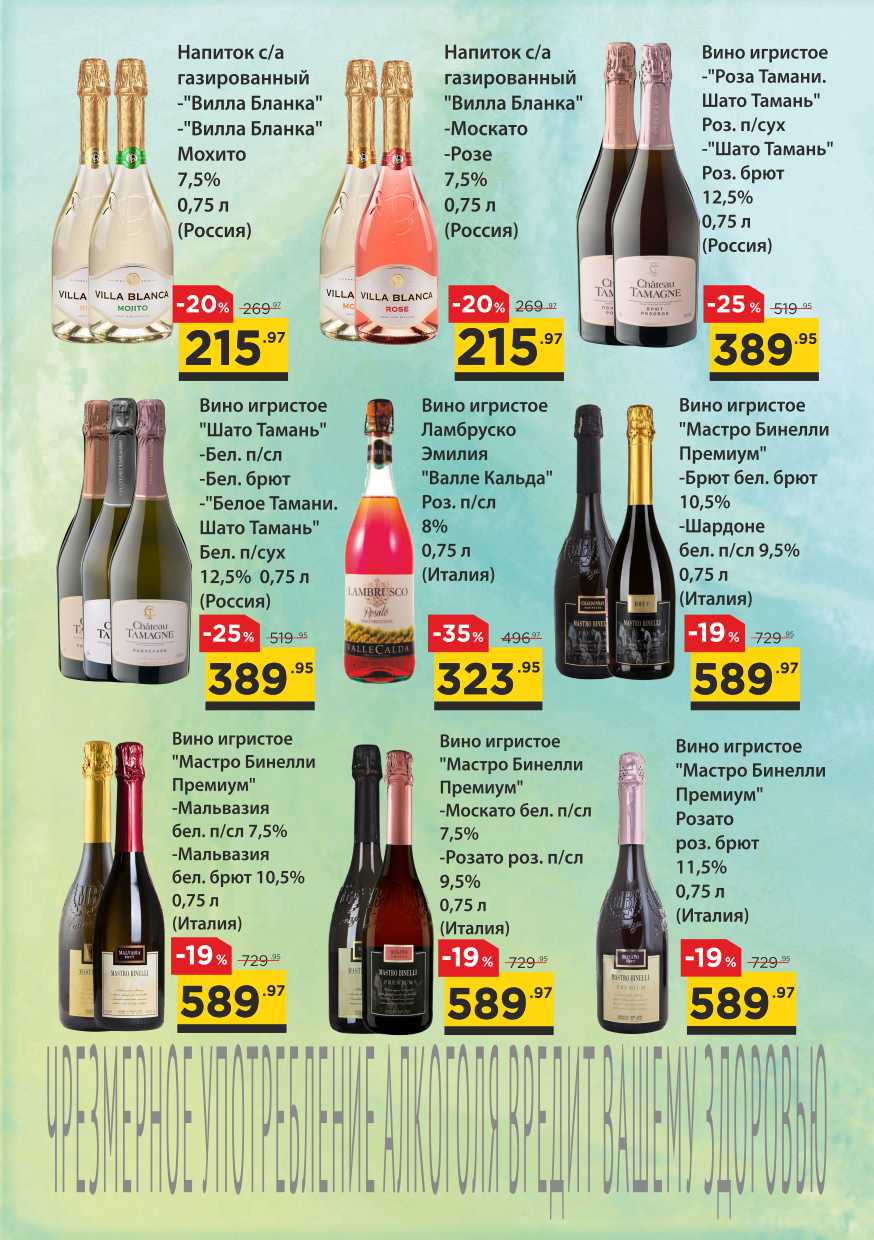 Напиток с/а
газированный
-"Вилла Бланка"
-"Вилла Бланка"
Мохито
7,5%
0,75 л
(Россия)
VILLA
VILLA BLANCA
MOJITO
-20%
269.97
215.97
Напиток с/а
газированный
"Вилла Бланка"
-Москато
-Розе
7,5%
0,75 л
(Россия)
VILLA
VILLA BLANCA
ROSE
-20%
269.97
215.97
Вино игристое
-"Роза Тамани.
Шато Тамань"
Роз. п/сух
-"Шато Тамань"
Роз. брют
12,5%
0,75 л
(Россия)
Château
TAMAGNE
БРЮТ
РОЗОВОЕ
-25%
519.95
389.95
Вино игристое
"Шато Тамань"
-Бел. п/сл
-Бел. брют
-"Белое Тамани.
Шато Тамань"
Бел. п/сух
12,5% 0,75 л
(Россия)
Château
TAMAGNE
-25%
519.95
389.95
Вино игристое
Ламбруско
Эмилия
"Валле Кальда"
Роз. п/сл
8%
0,75 л
(Италия)
LAMBRUSCO
Rosato
VALLECALDA
-35%
496.97
323.95
Вино игристое
"Мастро Бинелли
Премиум"
-Брют бел. брют
10,5%
-Шардоне
бел. п/сл 9,5%
0,75 л
(Италия)
CHARDONNAY
MASTRO BINEL
BRUT
MASTRO BINELLI
-19%
729.95
589.97
Вино игристое
"Мастро Бинелли
Премиум"
-Мальвазия
бел. п/сл 7,5%
-Мальвазия
бел. брют 10,5%
0,75 л
(Италия)
MALVASIA
BRUT
MASTRO BINELLI
-19%
729.95
589.97
Вино игристое
"Мастро Бинелли
Премиум"
-Москато бел. п/сл
7,5%
-Розато роз. п/сл
9,5%
0,75 л
(Италия)
MASTRO BINELLI
PREMIUM
-19%
729.95
589.97
Вино игристое
"Мастро Бинелли
Премиум"
Розато
роз. брют
11,5%
0,75 л
(Италия)
MASTRO BINELLI
PREMIUM
-19%
729.95
589.97
ЧРЕЗМЕРНОЕ УПОТРЕБЛЕНИЕ АЛКОГОЛЯ ВРЕДИТ ВАШЕМУ ЗДОРОВЬЮ